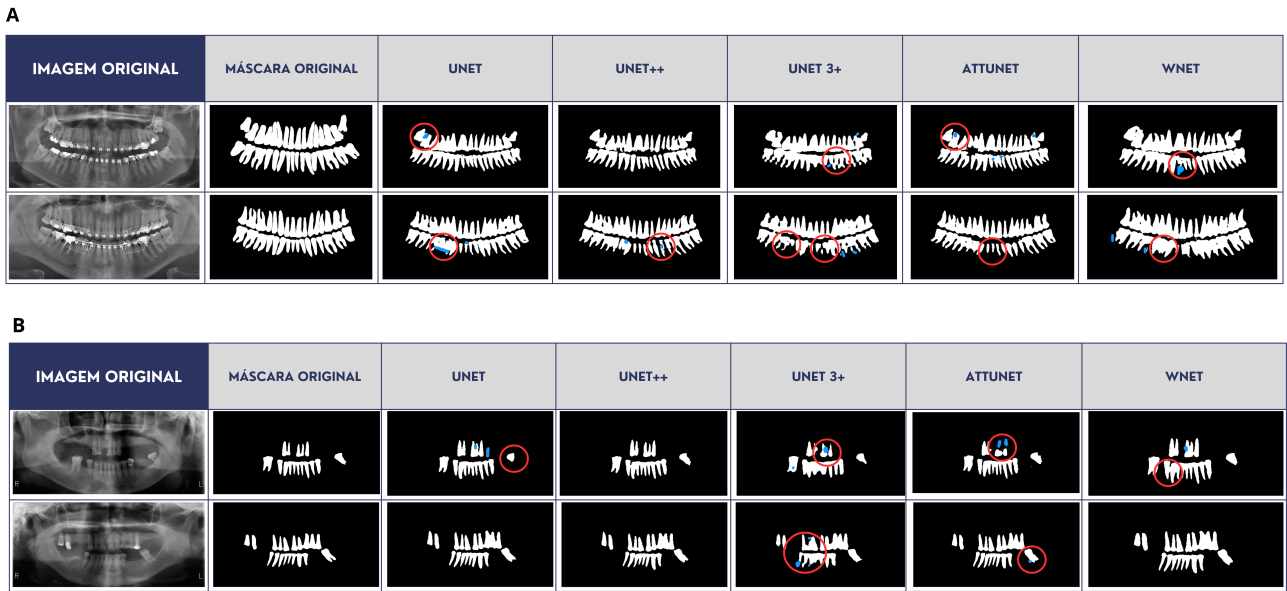 A
IMAGEM ORIGINAL MÁSCARA ORIGINAL UNET UNET++ UNET 3+ ATTUNET WNET
B
IMAGEM ORIGINAL MÁSCARA ORIGINAL UNET UNET++ UNET 3+ ATTUNET WNET
R L
R L